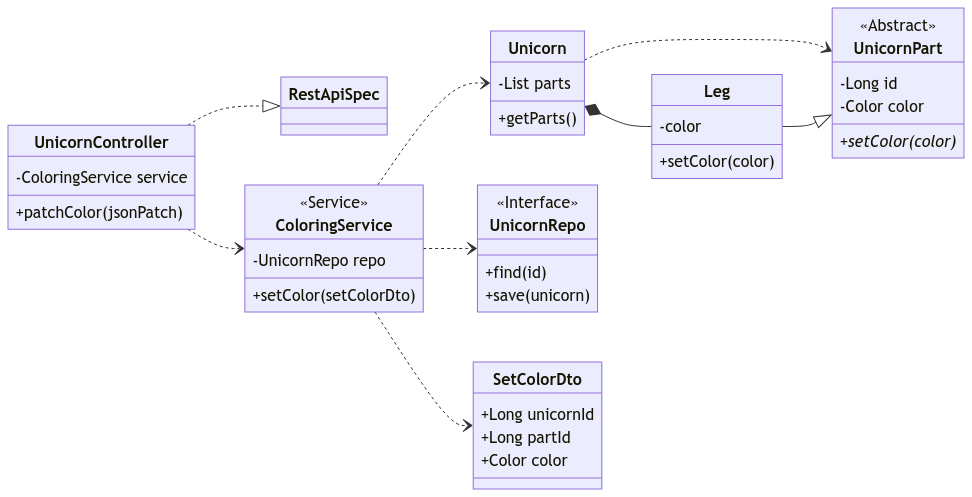 UnicornController
-ColoringService service
+patchColor(jsonPatch)
RestApiSpec
«Service»
ColoringService
-UnicornRepo repo
+setColor(setColorDto)
Unicorn
-List parts
+getParts()
«Interface»
UnicornRepo
+find(id)
+save(unicorn)
SetColorDto
+Long unicornId
+Long partId
+Color color
Leg
-color
+setColor(color)
«Abstract»
UnicornPart
-Long id
-Color color
+setColor(color)